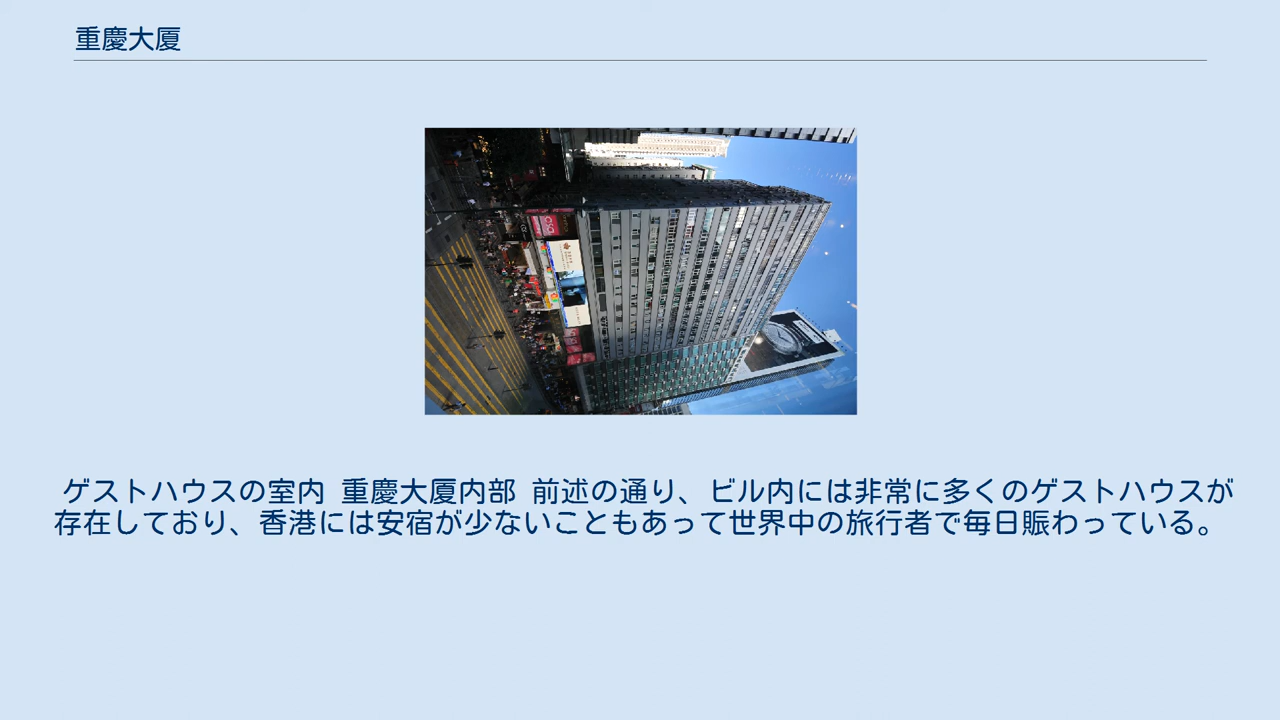 重慶大厦
ゲストハウスの室内 重慶大厦内部 前述の通り、ビル内には非常に多くのゲストハウスが
存在しており、香港には安宿が少ないこともあって世界中の旅行者で毎日賑わっている。